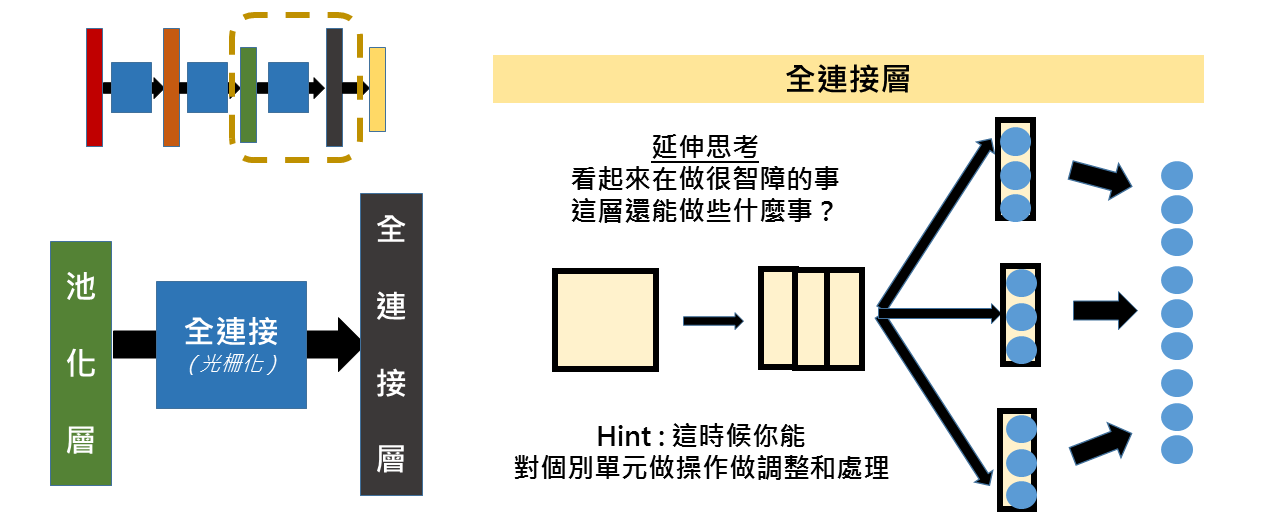 池化層
全連接
(光柵化)
全連接層
全連接層
延伸思考
看起來在做很智障的事
這層還能做些什麼事？
Hint : 這時候你能
對個別單元做操作做調整和處理